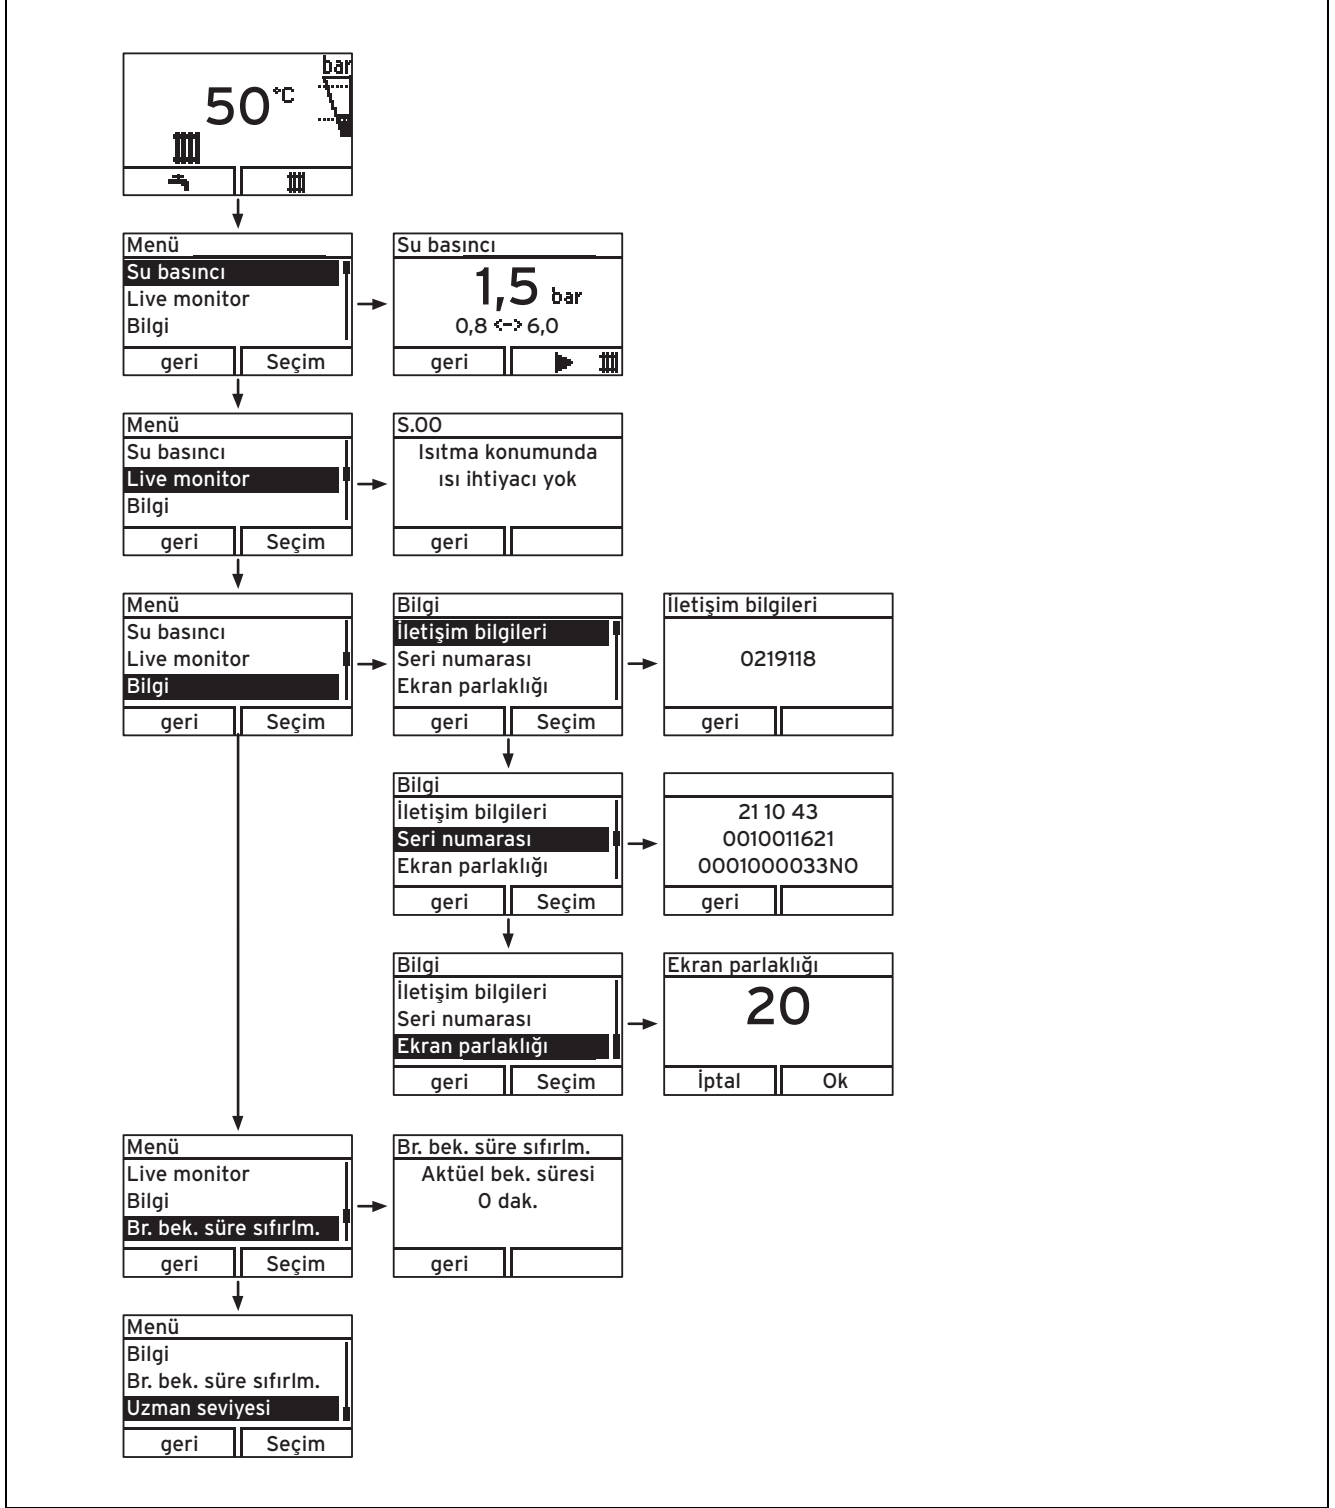 bar
50 °C
Menü
Su basıncı
Live monitor
Bilgi
geri Seçim
Su basıncı
1,5 bar
0,8 <-> 6,0
geri
Menü
Su basıncı
Live monitor
Bilgi
geri Seçim
S.00
Isıtma konumunda
ısı ihtiyacı yok
geri
Menü
Su basıncı
Live monitor
Bilgi
geri Seçim
Bilgi
İletişim bilgileri
Seri numarası
Ekran parlaklığı
geri Seçim
İletişim bilgileri
0219118
geri
Bilgi
İletişim bilgileri
Seri numarası
Ekran parlaklığı
geri Seçim
21 10 43
0010011621
0001000033N0
geri
Bilgi
İletişim bilgileri
Seri numarası
Ekran parlaklığı
geri Seçim
Ekran parlaklığı
20
İptal Ok
Menü
Live monitor
Bilgi
Br. bek. süre sıfırlm.
geri Seçim
Br. bek. süre sıfırlm.
Aktüel bek. süresi
0 dak.
geri
Menü
Bilgi
Br. bek. süre sıfırlm.
Uzman seviyesi
geri Seçim